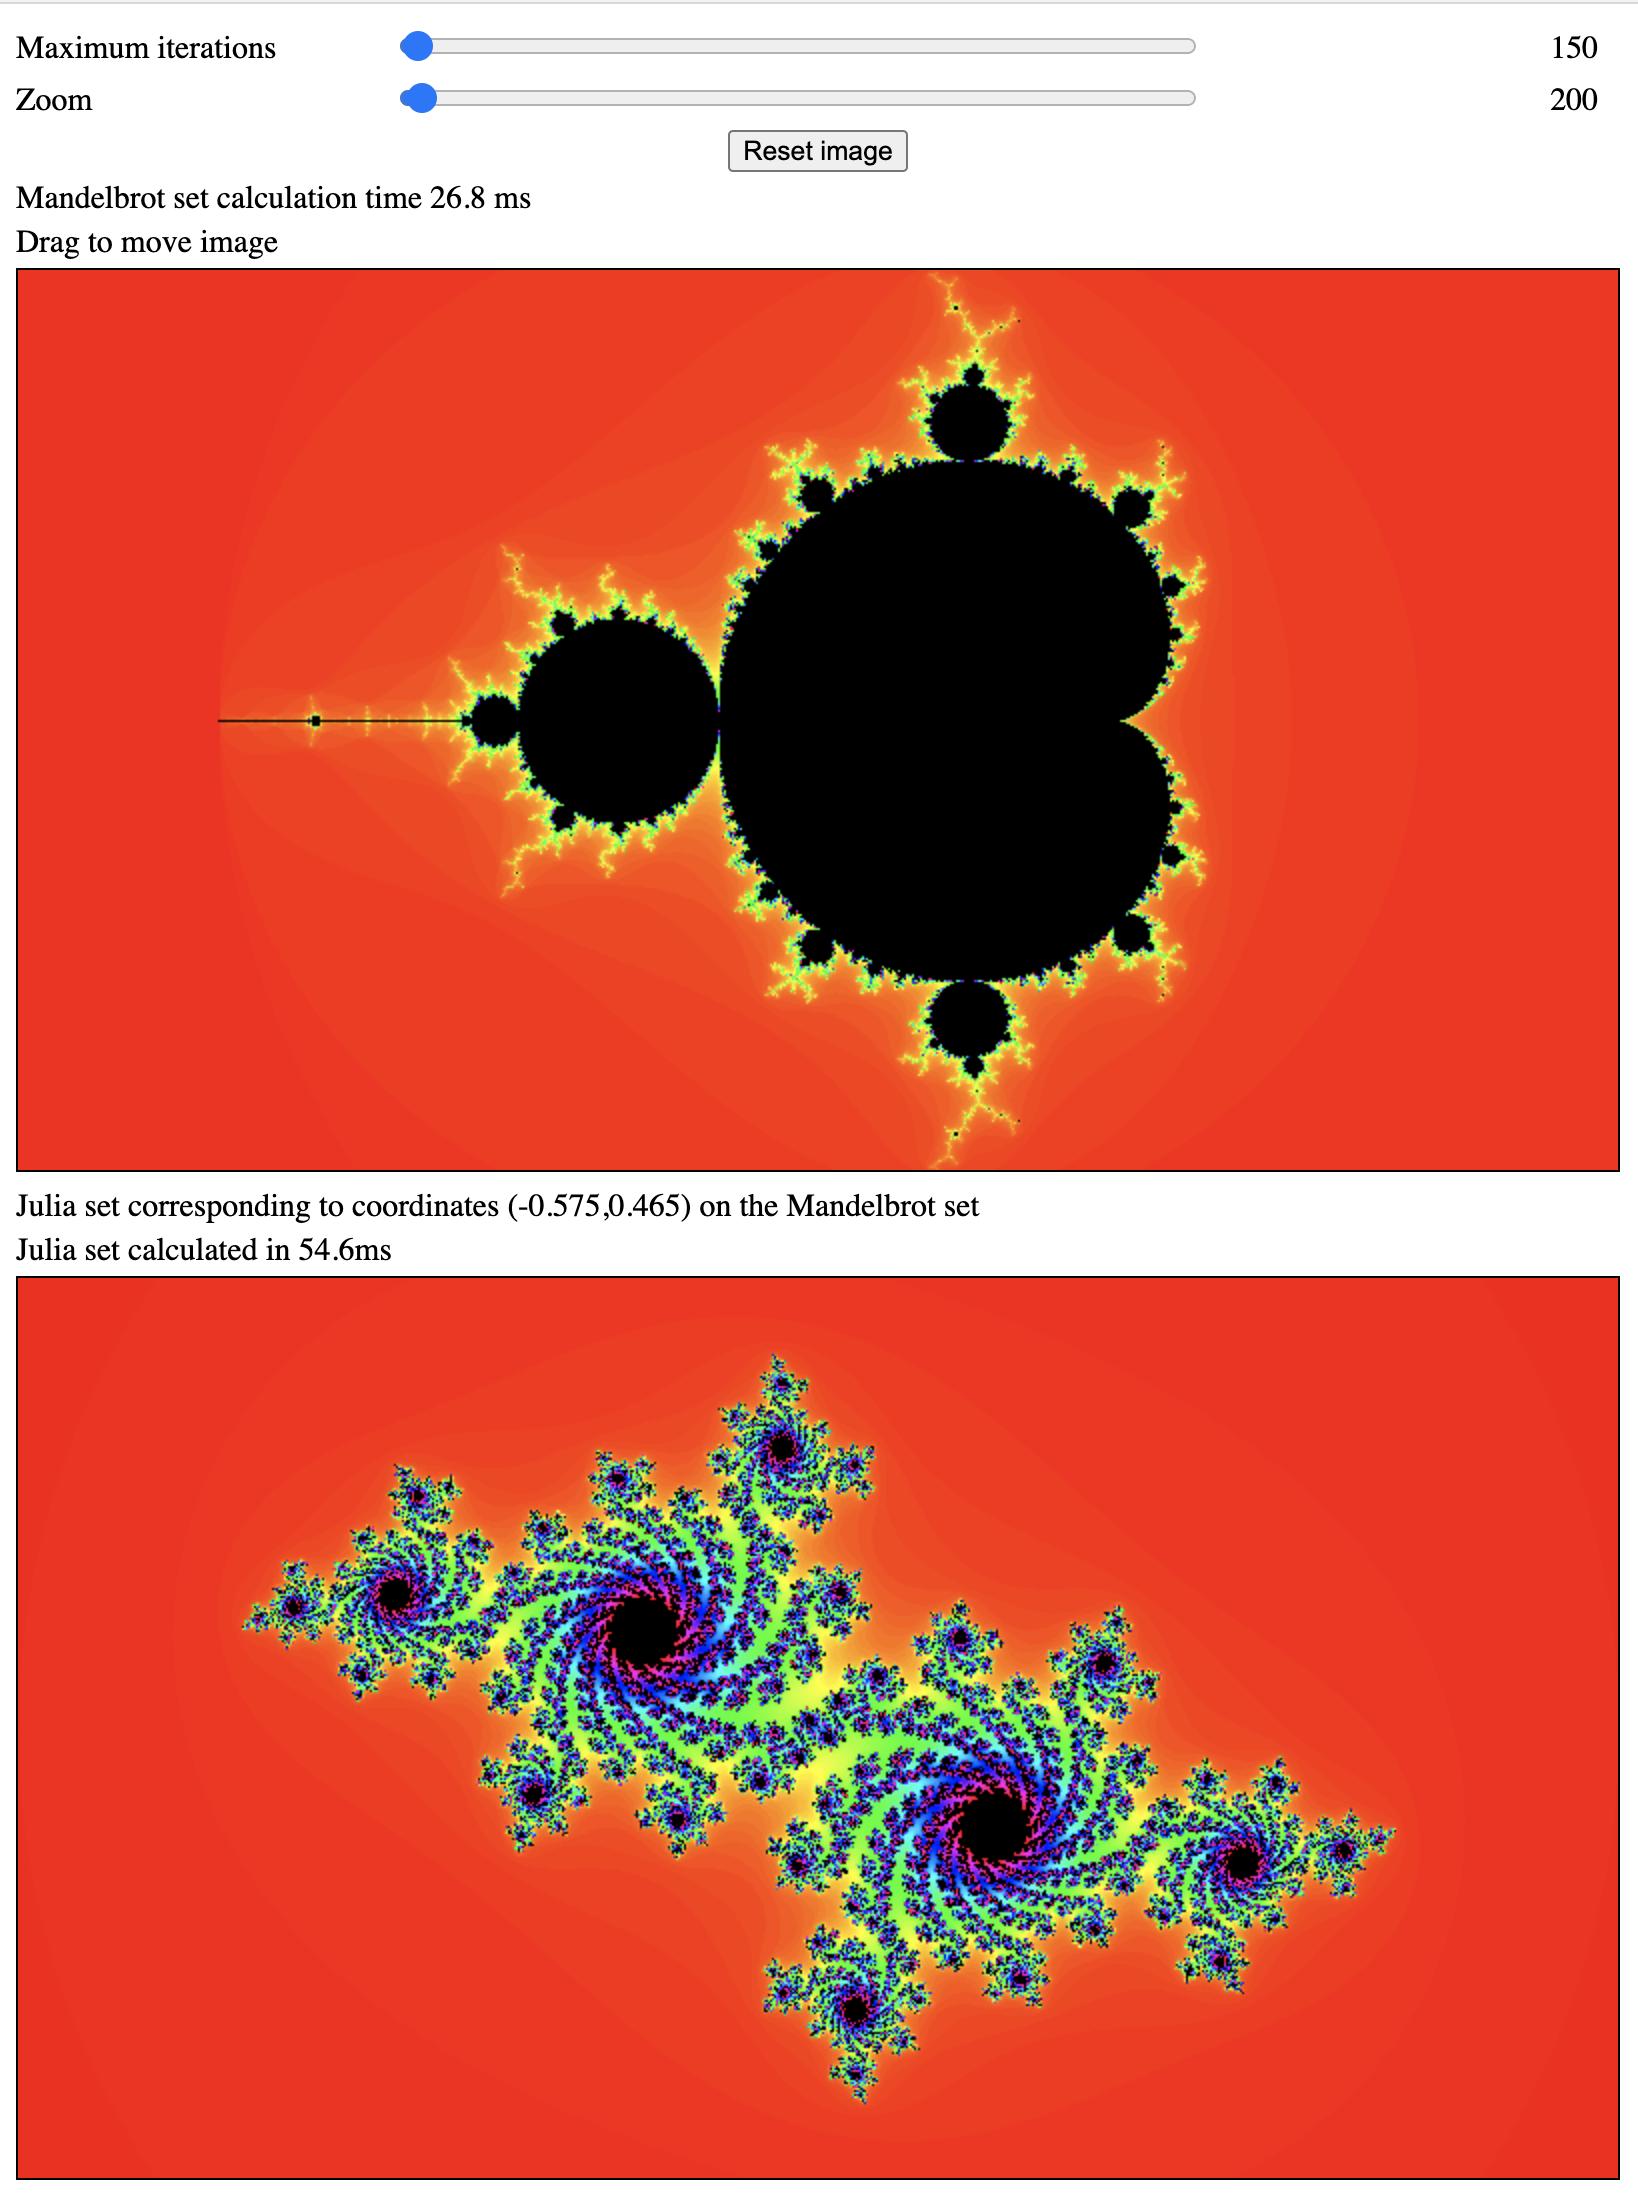 Maximum iterations 150
Zoom 200
Reset image
Mandelbrot set calculation time 26.8 ms
Drag to move image
Julia set corresponding to coordinates (-0.575,0.465) on the Mandelbrot set
Julia set calculated in 54.6ms